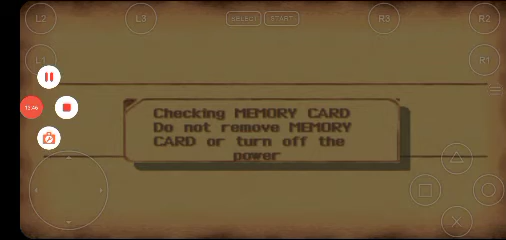 L2
L3
SELECT
START
R3
R2
L1
R1
Checking MEMORY CARD
Do not remove MEMORY
CARD or turn off the
power